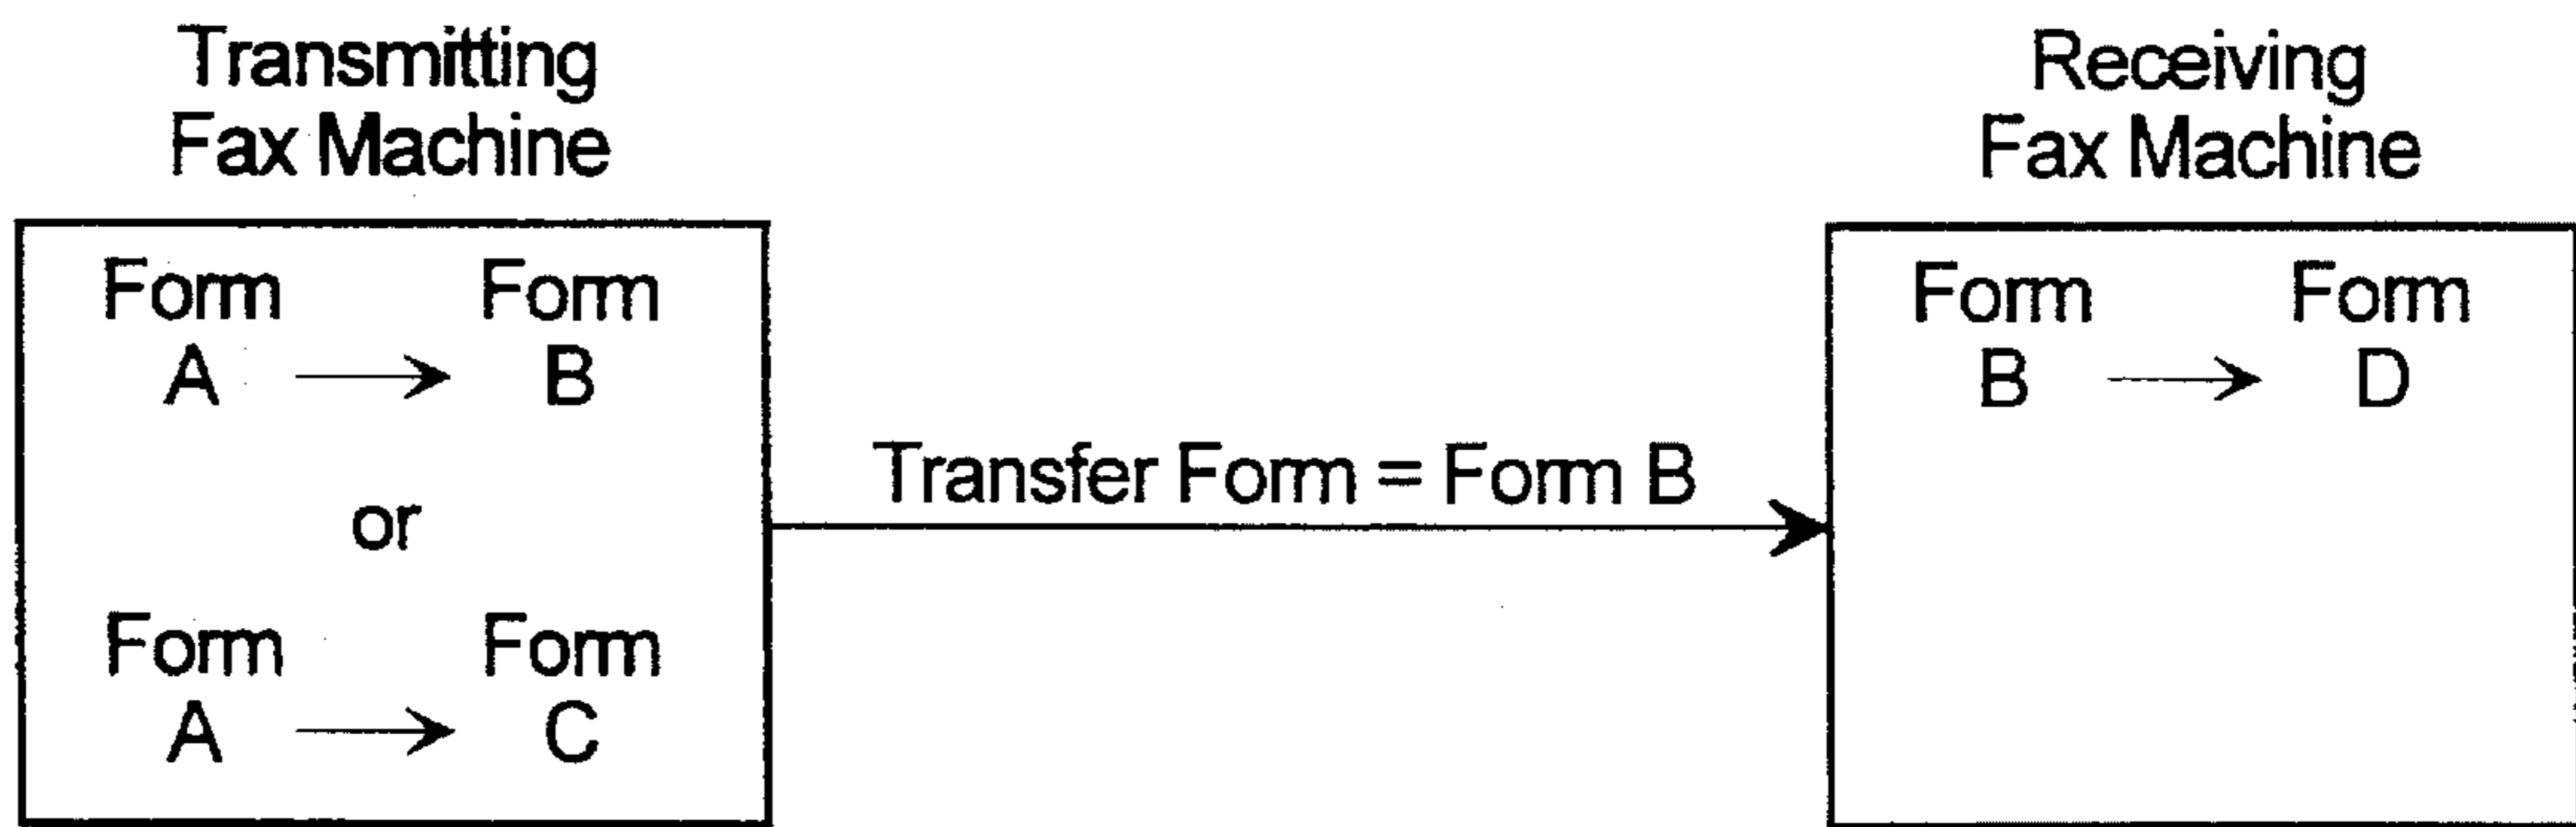 Transmitting
Fax Machine
Receiving
Fax Machine
Form Form
A B
or
Form Form
A C
Transfer Form = Form B
Form Form
B D